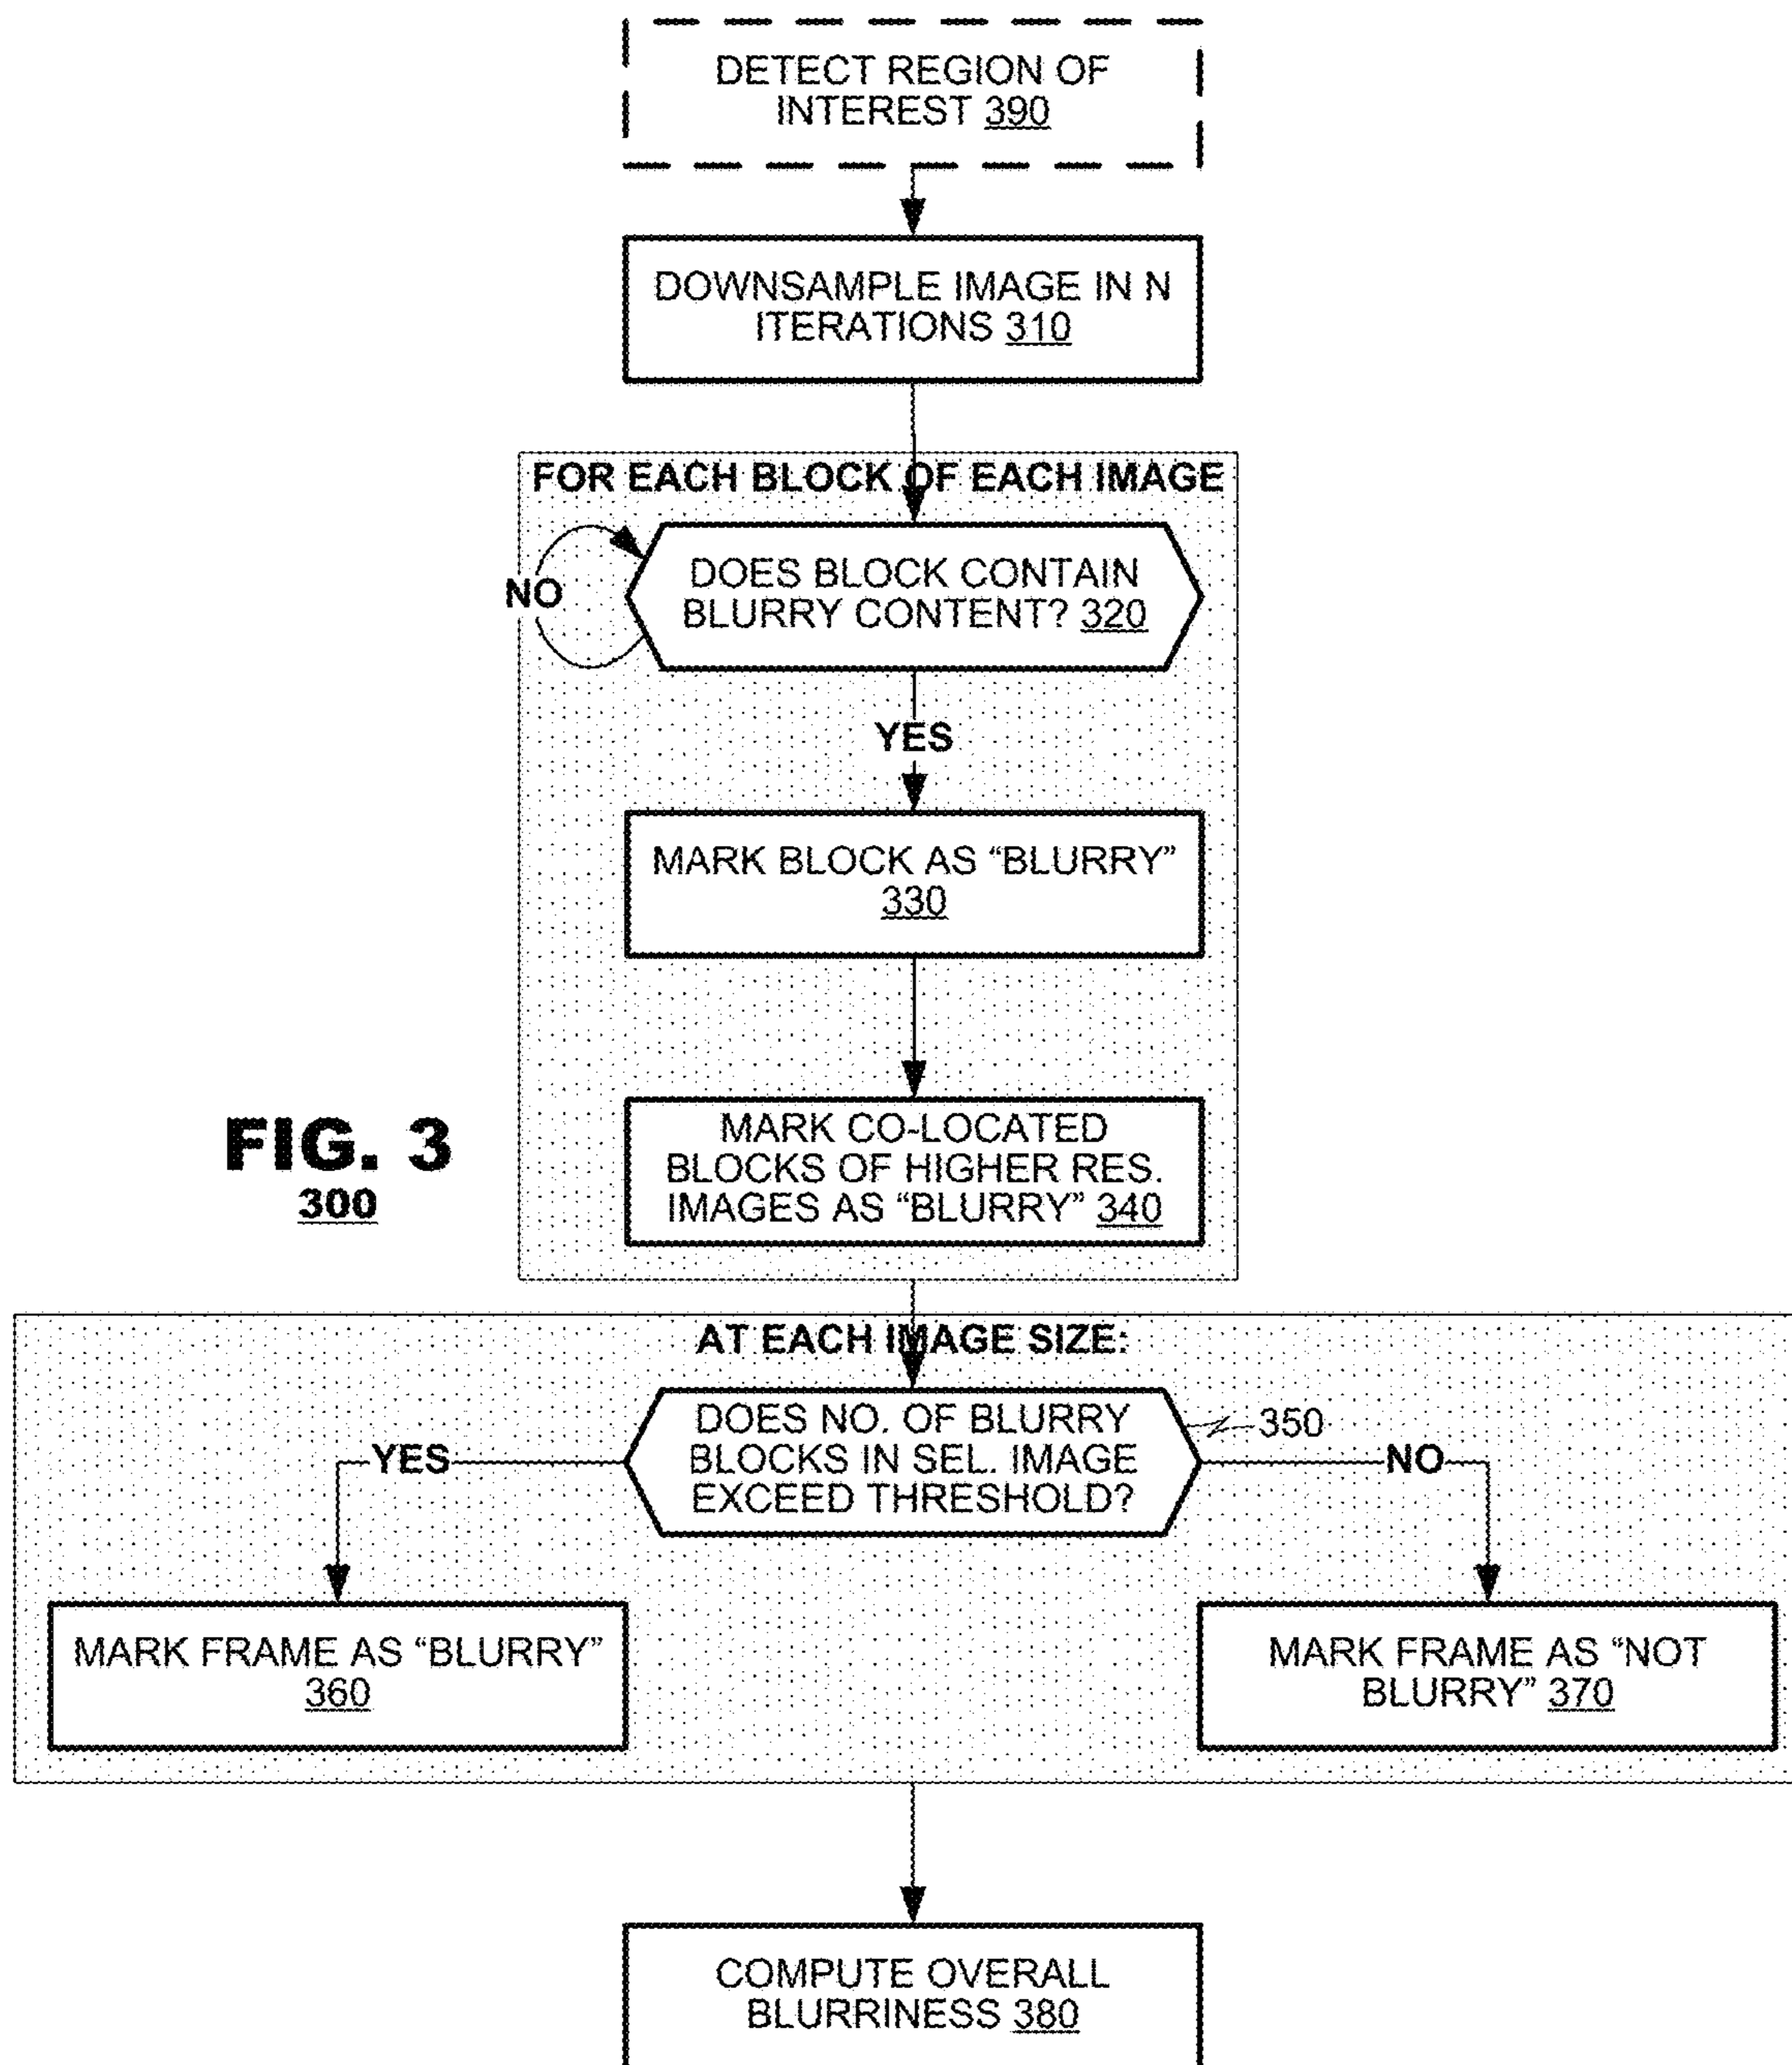 DETECT REGION OF
INTEREST 390
DOWNSAMPLE IMAGE IN N
ITERATIONS 310
FOR EACH BLOCK OF EACH IMAGE
DOES BLOCK CONTAIN
BLURRY CONTENT? 320
NO
YES
MARK BLOCK AS “BLURRY”
330
MARK CO-LOCATED
BLOCKS OF HIGHER RES.
IMAGES AS “BLURRY” 340
FIG. 3
300
AT EACH IMAGE SIZE:
DOES NO. OF BLURRY
BLOCKS IN SEL. IMAGE
EXCEED THRESHOLD?
350
YES
NO
MARK FRAME AS “BLURRY”
360
MARK FRAME AS “NOT
BLURRY” 370
COMPUTE OVERALL
BLURRINESS 380